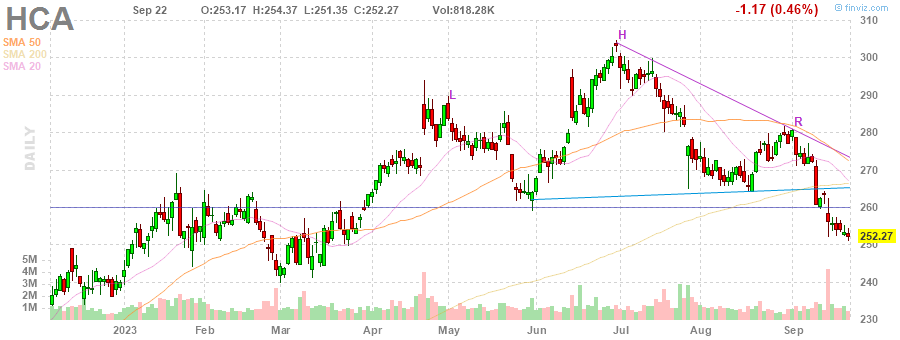 HCA Sep 22 O:253.17 H:254.37 L:251.35 C:252.27 Vol:818.28K -1.17 (0.46%) © finviz.com
SMA 50
SMA 200
SMA 20
DAILY
310
300
290
280
270
260
250
240
230
252.27
5M
4M
3M
2M
1M
L
H
R
2023 Feb Mar Apr May Jun Jul Aug Sep